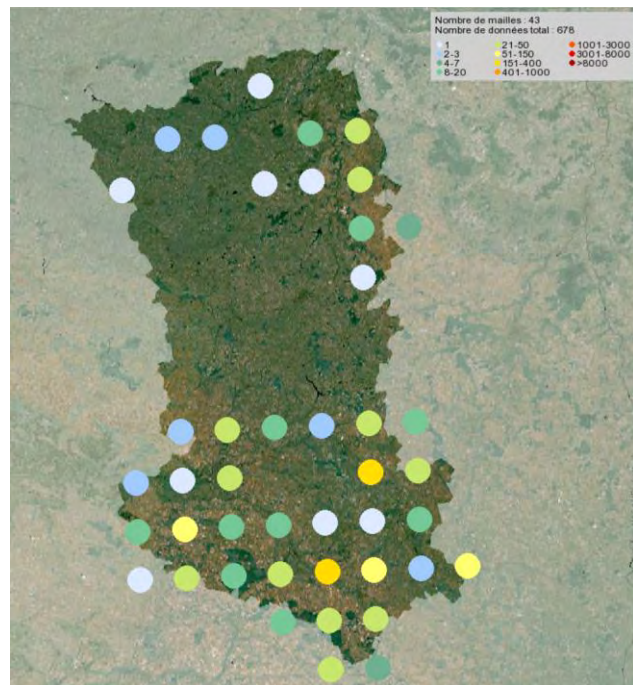 Nombre de mailles : 43
Nombre de données total : 678
1 21-50 1001-3000
2-3 51-150 3001-8000
4-7 151-400 >8000
8-20 401-1000